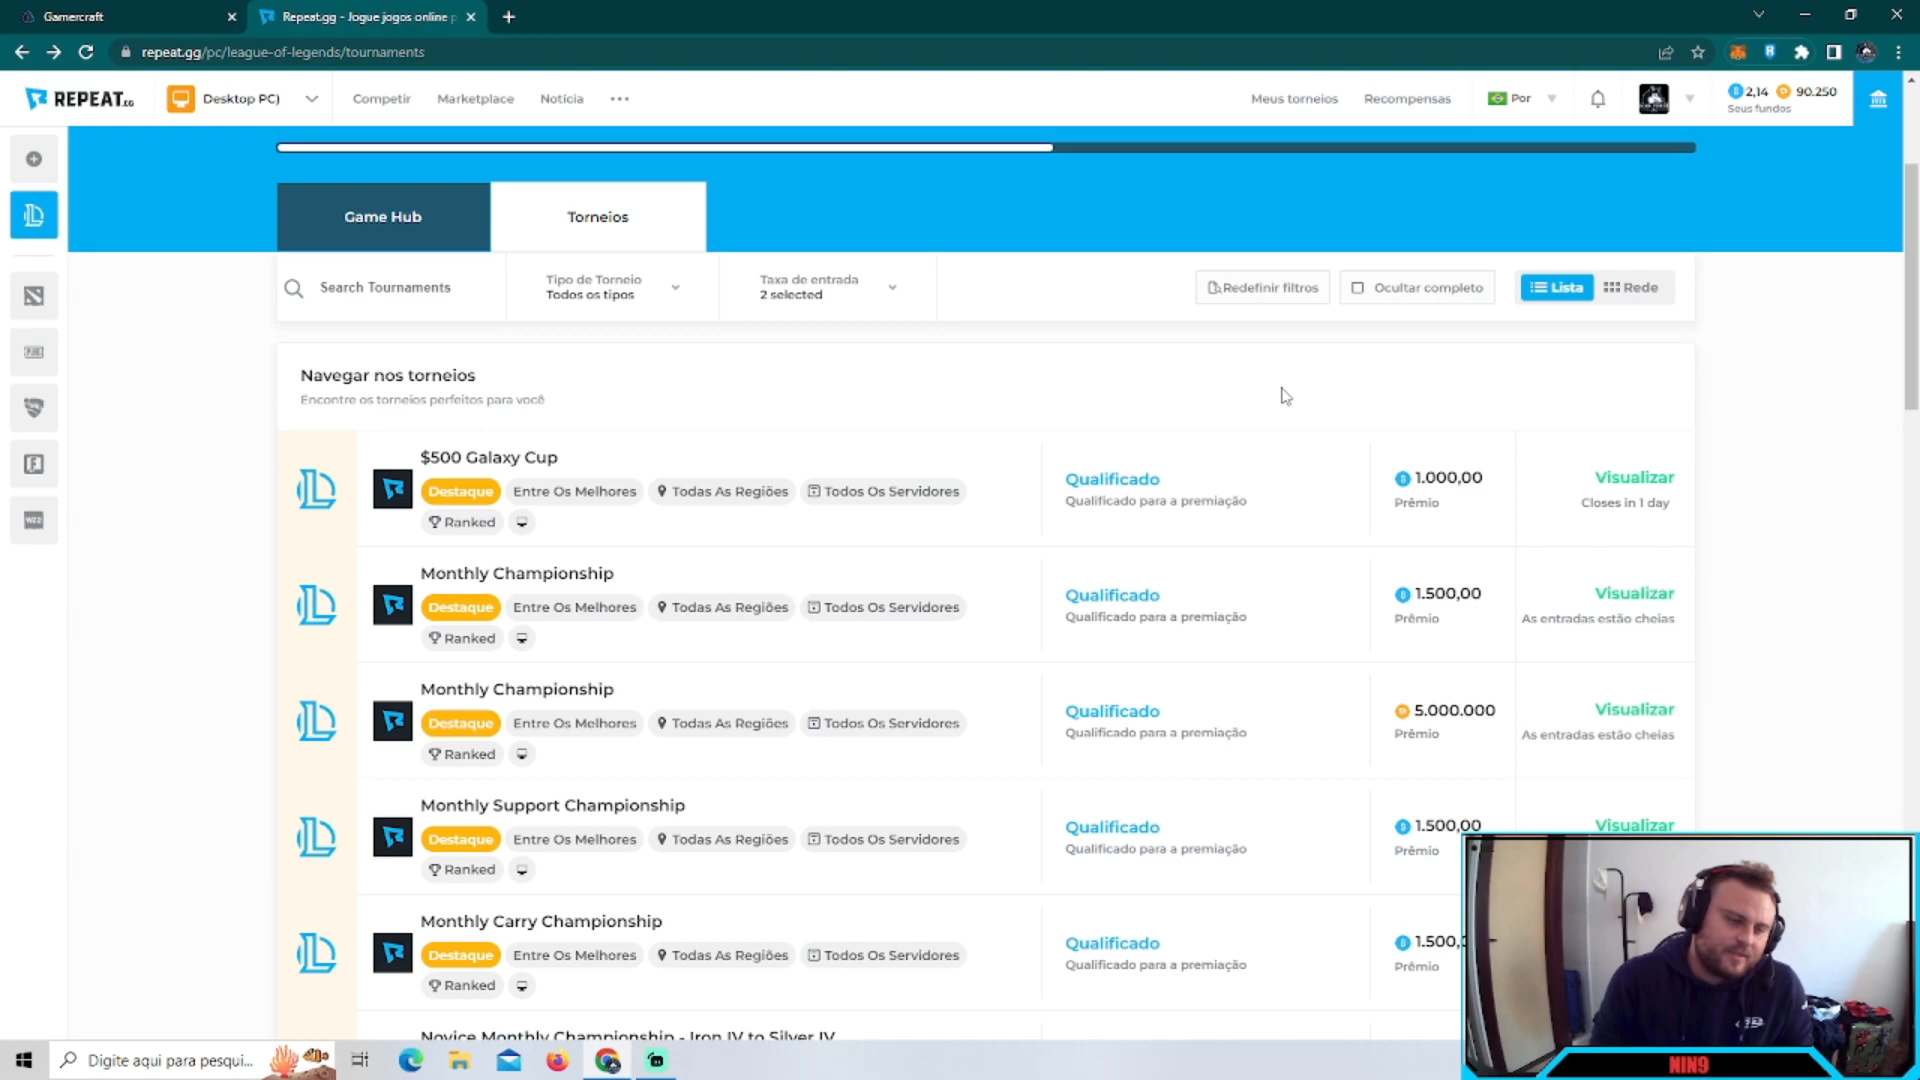 Gamercraft
Repeat.gg - Jogue jogos online p
repeat.gg/pc/league-of-legends/tournaments
REPEAT.GG
Desktop PC)
Competir
Marketplace
Notícia
Meus torneios
Recompensas
Por
2,14
90.250
Seus fundos
Game Hub
Torneios
Search Tournaments
Tipo de Torneio
Todos os tipos
Taxa de entrada
2 selected
Redefinir filtros
Ocultar completo
Lista
Rede
Navegar nos torneios
Encontre os torneios perfeitos para você
$500 Galaxy Cup
Destaque Entre Os Melhores Todas As Regiões Todos Os Servidores
Ranked
Qualificado
Qualificado para a premiação
1.000,00
Prêmio
Visualizar
Closes in 1 day
Monthly Championship
Destaque Entre Os Melhores Todas As Regiões Todos Os Servidores
Ranked
Qualificado
Qualificado para a premiação
1.500,00
Prêmio
Visualizar
As entradas estão cheias
Monthly Championship
Destaque Entre Os Melhores Todas As Regiões Todos Os Servidores
Ranked
Qualificado
Qualificado para a premiação
5.000.000
Prêmio
Visualizar
As entradas estão cheias
Monthly Support Championship
Destaque Entre Os Melhores Todas As Regiões Todos Os Servidores
Ranked
Qualificado
Qualificado para a premiação
1.500,00
Prêmio
Visualizar
Monthly Carry Championship
Destaque Entre Os Melhores Todas As Regiões Todos Os Servidores
Ranked
Qualificado
Qualificado para a premiação
1.500,
Prêmio
Novice Monthly Championship - Iron IV to Silver IV
Digite aqui para pesqui...
NIN9